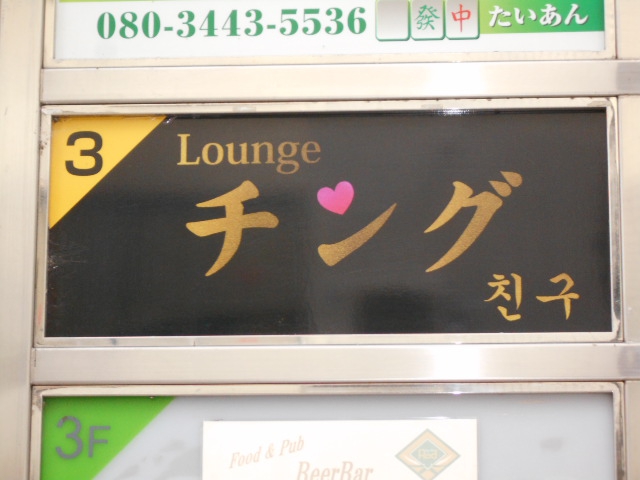 080-3443-5536 發 中 たいあん
3
Lounge
チング
친구
3F
Food & Pub
BeerBar